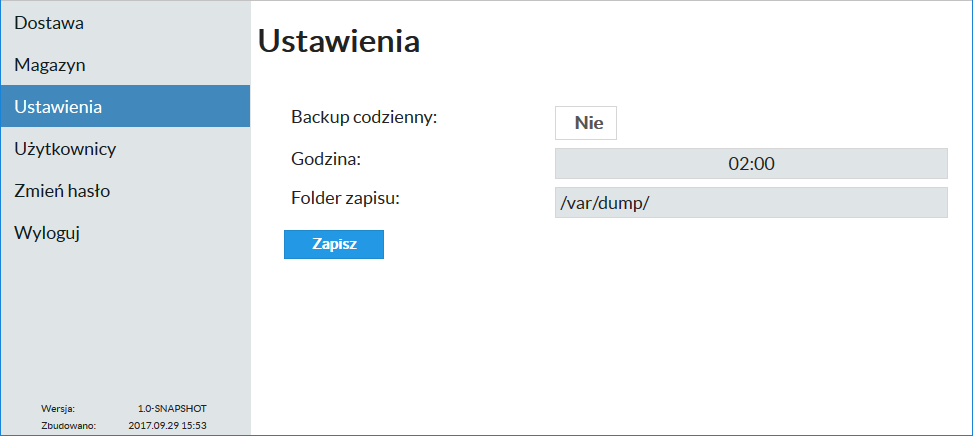 Dostawa
Magazyn
Ustawienia
Użytkownicy
Zmień hasło
Wyloguj
Wersja: 1.0-SNAPSHOT
Zbudowano: 2017.09.29 15:53
Ustawienia
Backup codzienny: Nie
Godzina: 02:00
Folder zapisu: /var/dump/
Zapisz